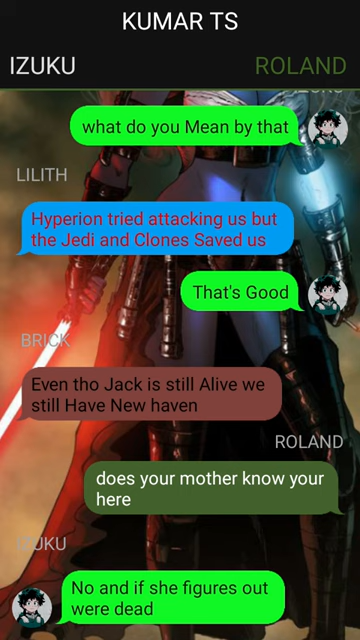 KUMAR TS
IZUKU ROLAND
IZUKU
what do you Mean by that
LILITH
Hyperion tried attacking us but
the Jedi and Clones Saved us
That's Good
BRICK
Even tho Jack is still Alive we
still Have New haven
ROLAND
does your mother know your
here
IZUKU
No and if she figures out
were dead